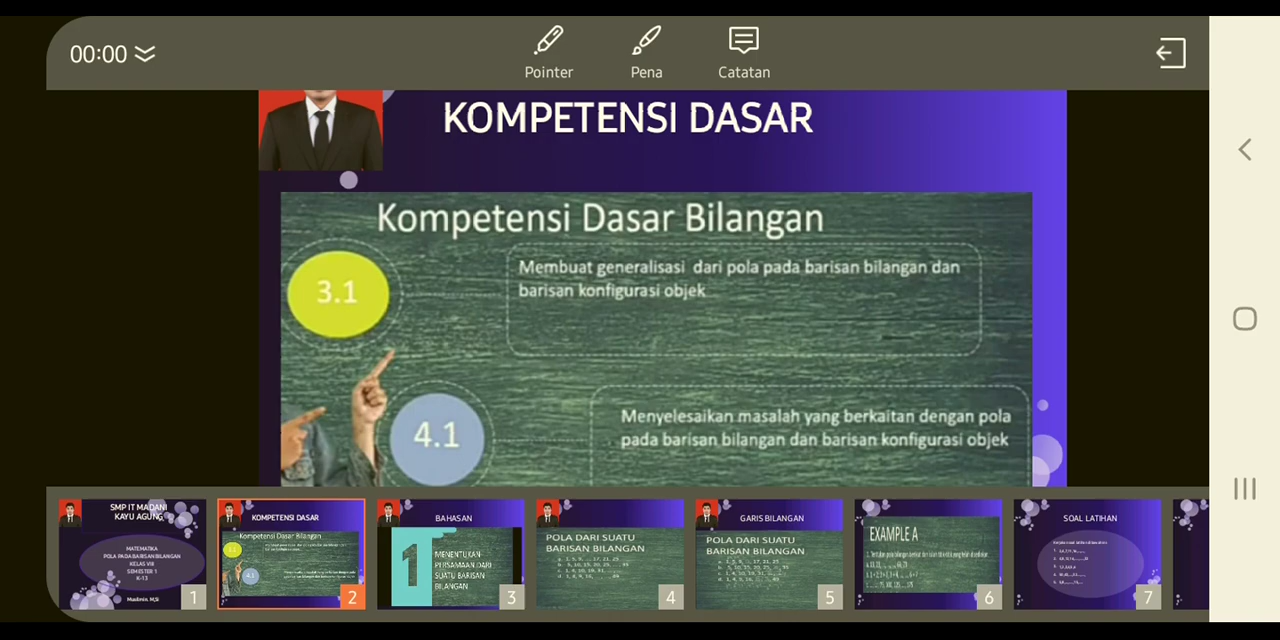 00:00
Pointer
Pena
Catatan
KOMPETENSI DASAR
Kompetensi Dasar Bilangan
3.1
Membuat generalisasi dari pola pada barisan bilangan dan
barisan konfigurasi objek
4.1
Menyelesaikan masalah yang berkaitan dengan pola
pada barisan bilangan dan barisan konfigurasi objek
SMP IT MADANI
KAYU AGUNG
MATEMATIKA
POLA PADA BARISAN BILANGAN
KELAS VIII
SEMESTER 1
K-13
1
KOMPETENSI DASAR
Kompetensi Dasar Bilangan
2
BAHASAN
1
MENENTUKAN
PERSAMAAN DARI
SUATU BARISAN
BILANGAN
3
POLA DARI SUATU
BARISAN BILANGAN
4
GARIS BILANGAN
POLA DARI SUATU
BARISAN BILANGAN
5
EXAMPLE A
6
SOAL LATIHAN
7